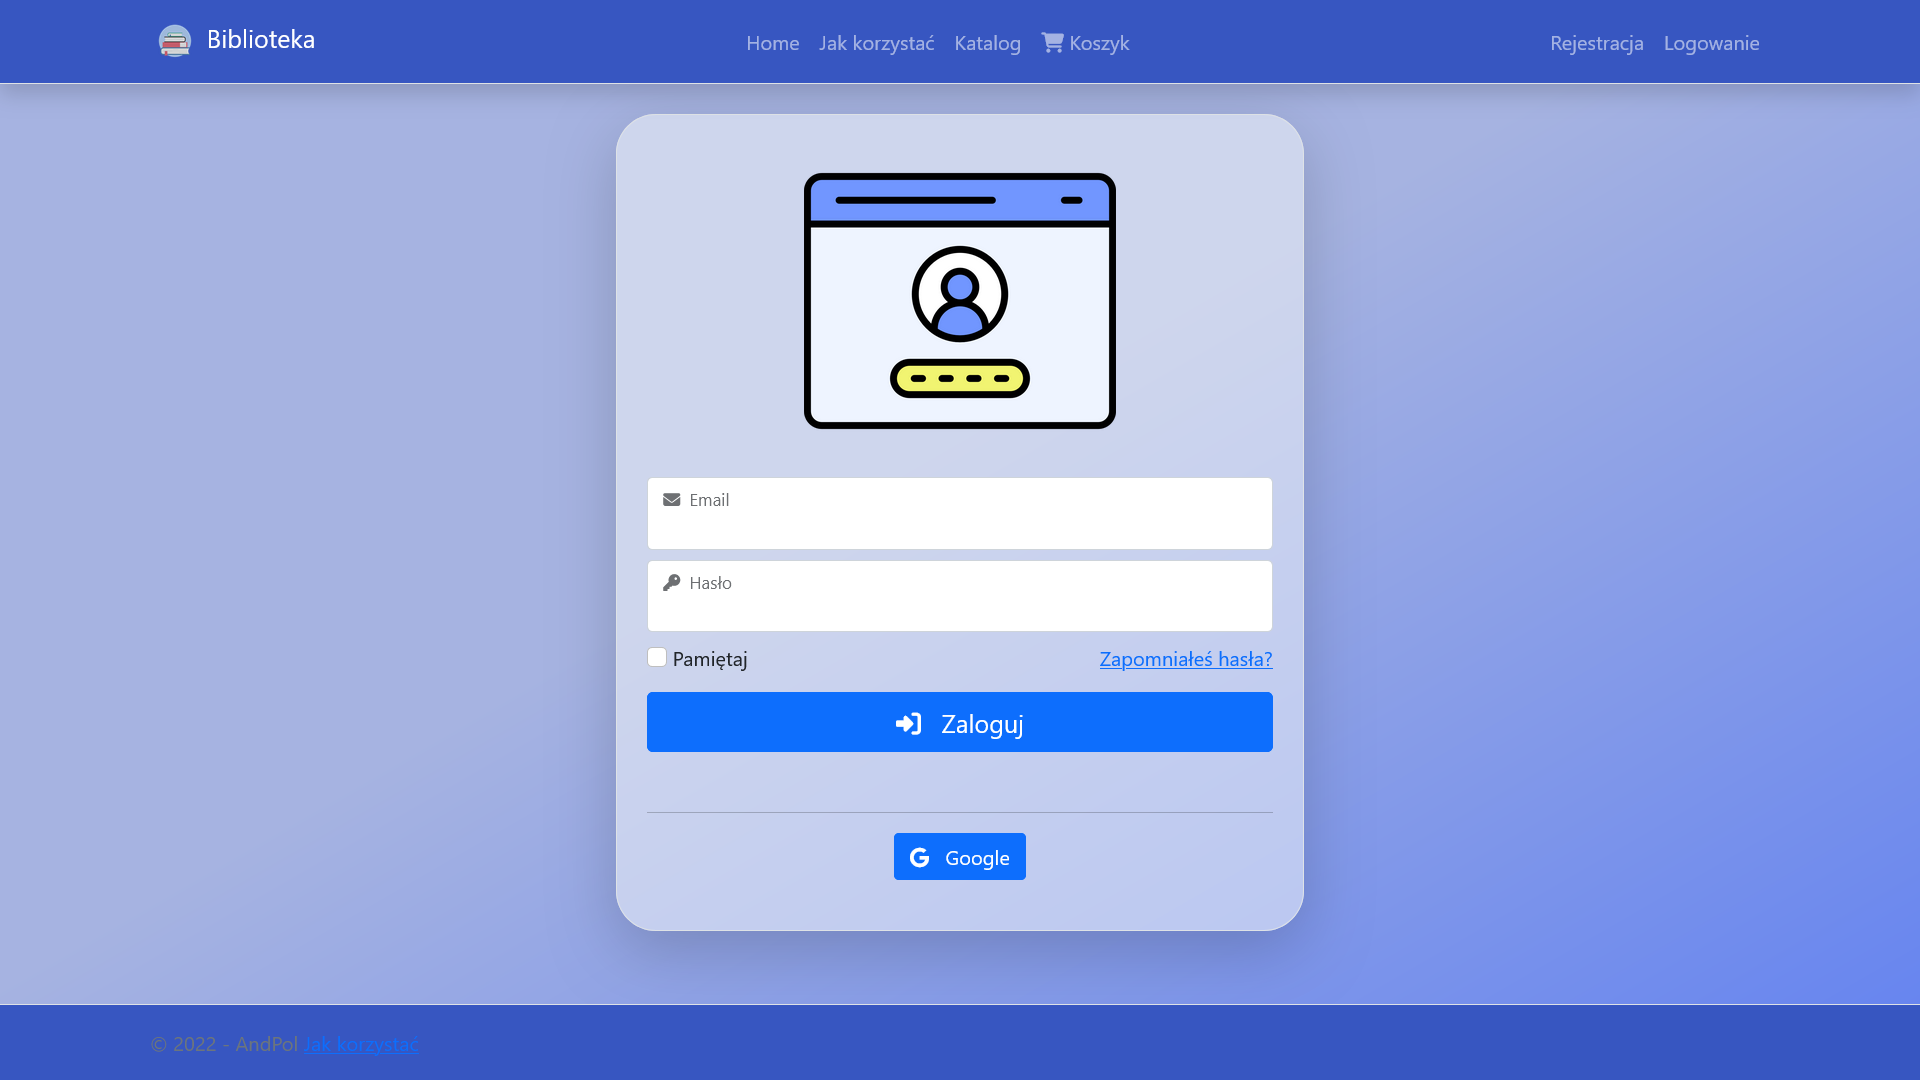 Biblioteka
Home Jak korzystać Katalog Koszyk
Rejestracja Logowanie
Email
Hasło
Pamiętaj
Zapomniałeś hasła?
Zaloguj
Google
© 2022 - AndPol Jak korzystać